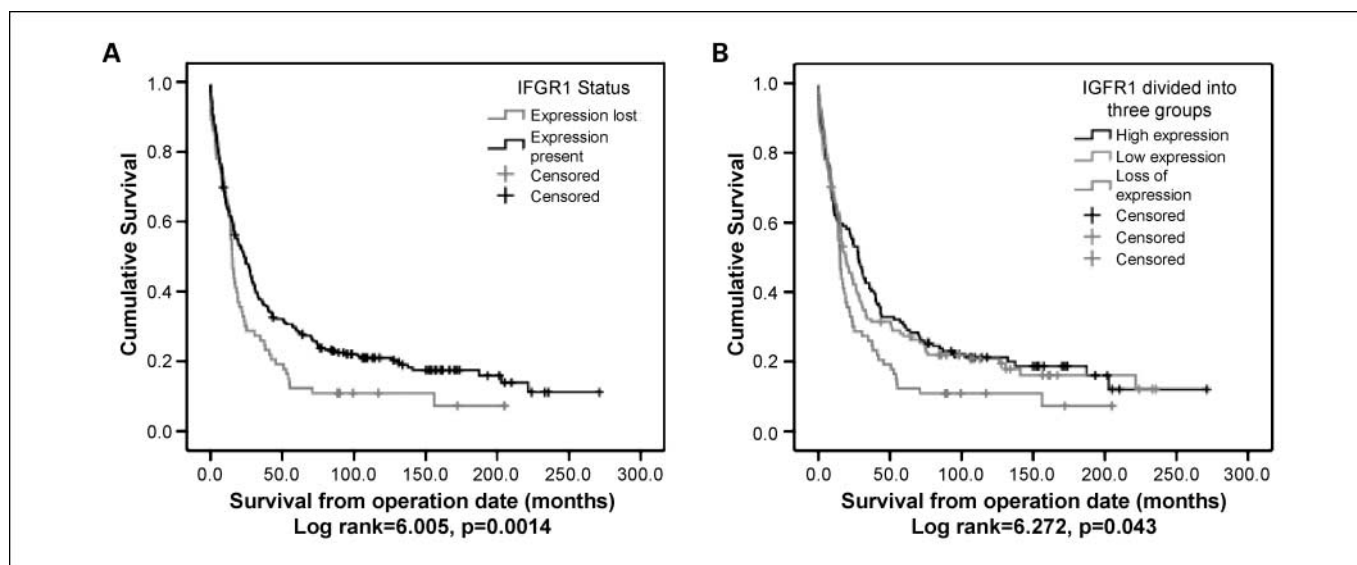 A
IFGR1 Status
Expression lost
Expression
present
Censored
Censored
Cumulative Survival
1.0
0.8
0.6
0.4
0.2
0.0
0.0 50.0 100.0 150.0 200.0 250.0 300.0
Survival from operation date (months)
Log rank=6.005, p=0.0014
B
IGFR1 divided into
three groups
High expression
Low expression
Loss of
expression
Censored
Censored
Censored
Cumulative Survival
1.0
0.8
0.6
0.4
0.2
0.0
0.0 50.0 100.0 150.0 200.0 250.0 300.0
Survival from operation date (months)
Log rank=6.272, p=0.043